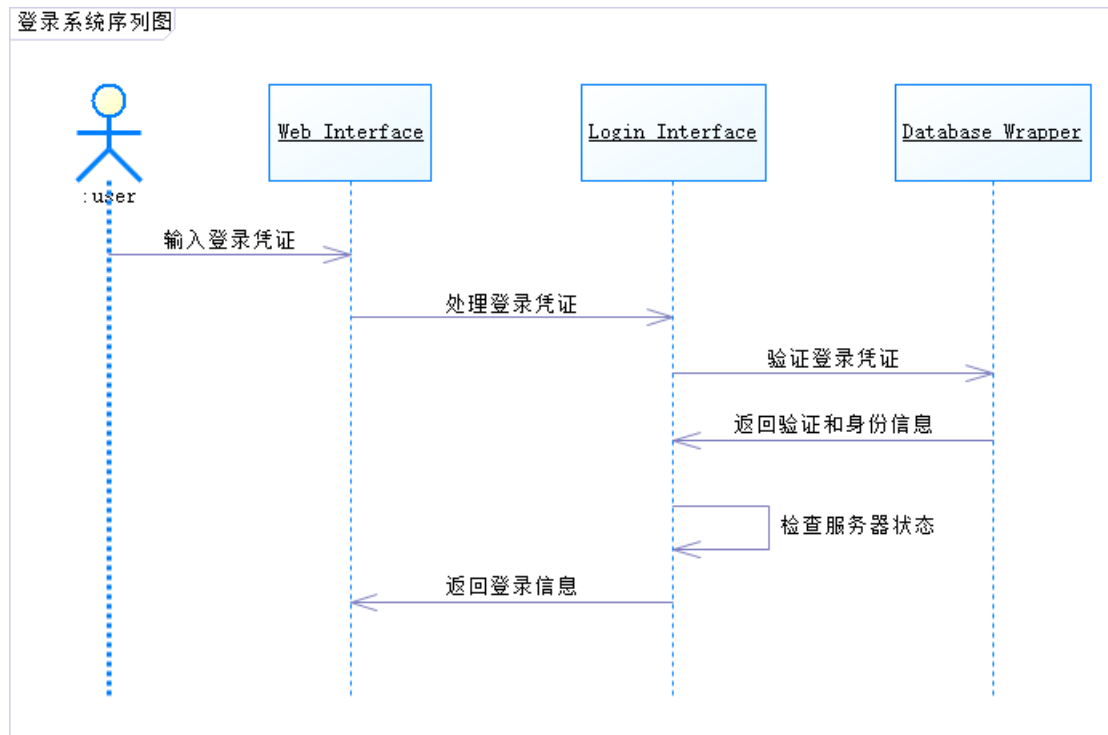 登录系统序列图
Web Interface
Login Interface
Database Wrapper
:user
输入登录凭证
处理登录凭证
验证登录凭证
返回验证和身份信息
检查服务器状态
返回登录信息